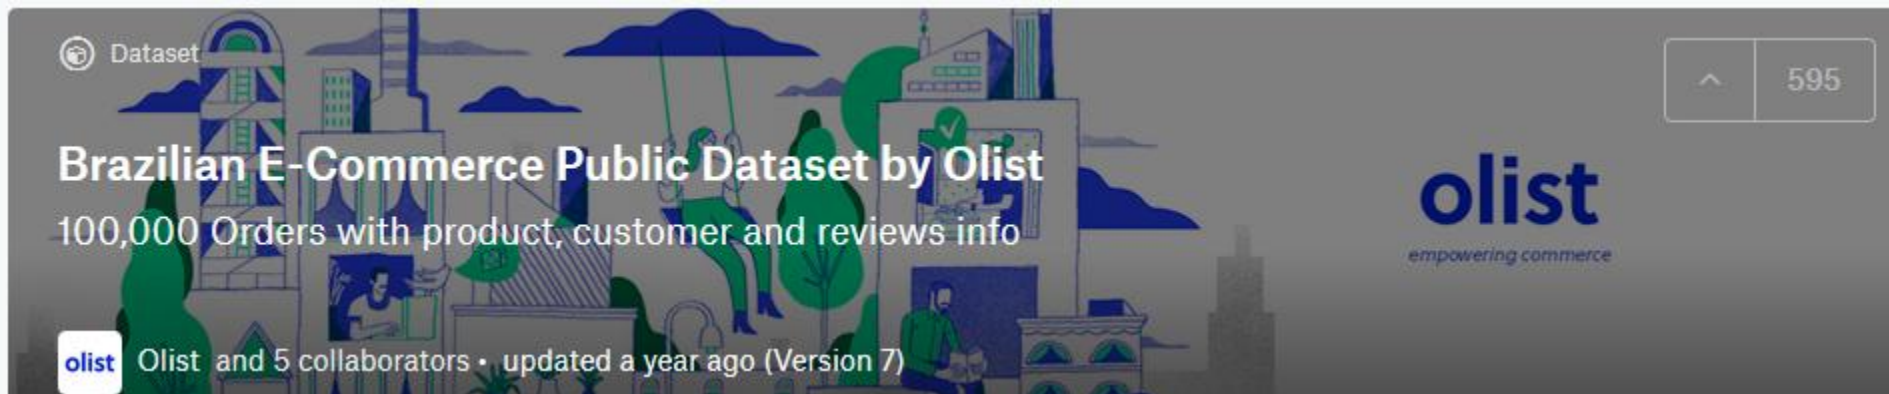 Dataset
595
Brazilian E-Commerce Public Dataset by Olist
100,000 Orders with product, customer and reviews info
olist
empowering commerce
olist Olist and 5 collaborators • updated a year ago (Version 7)